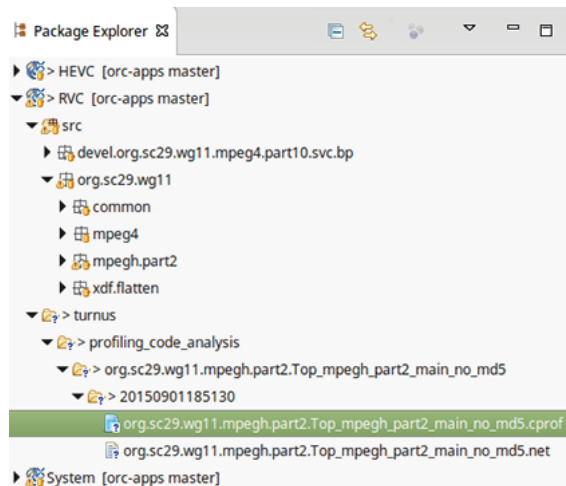 Package Explorer
> HEVC [orc-apps master]
> RVC [orc-apps master]
src
devel.org.sc29.wg11.mpeg4.part10.svc.bp
org.sc29.wg11
common
mpeg4
mpegh.part2
xdf.flatten
> turnus
> profiling_code_analysis
> org.sc29.wg11.mpegh.part2.Top_mpegh_part2_main_no_md5
> 20150901185130
org.sc29.wg11.mpegh.part2.Top_mpegh_part2_main_no_md5.cprof
org.sc29.wg11.mpegh.part2.Top_mpegh_part2_main_no_md5.net
System [orc-apps master]